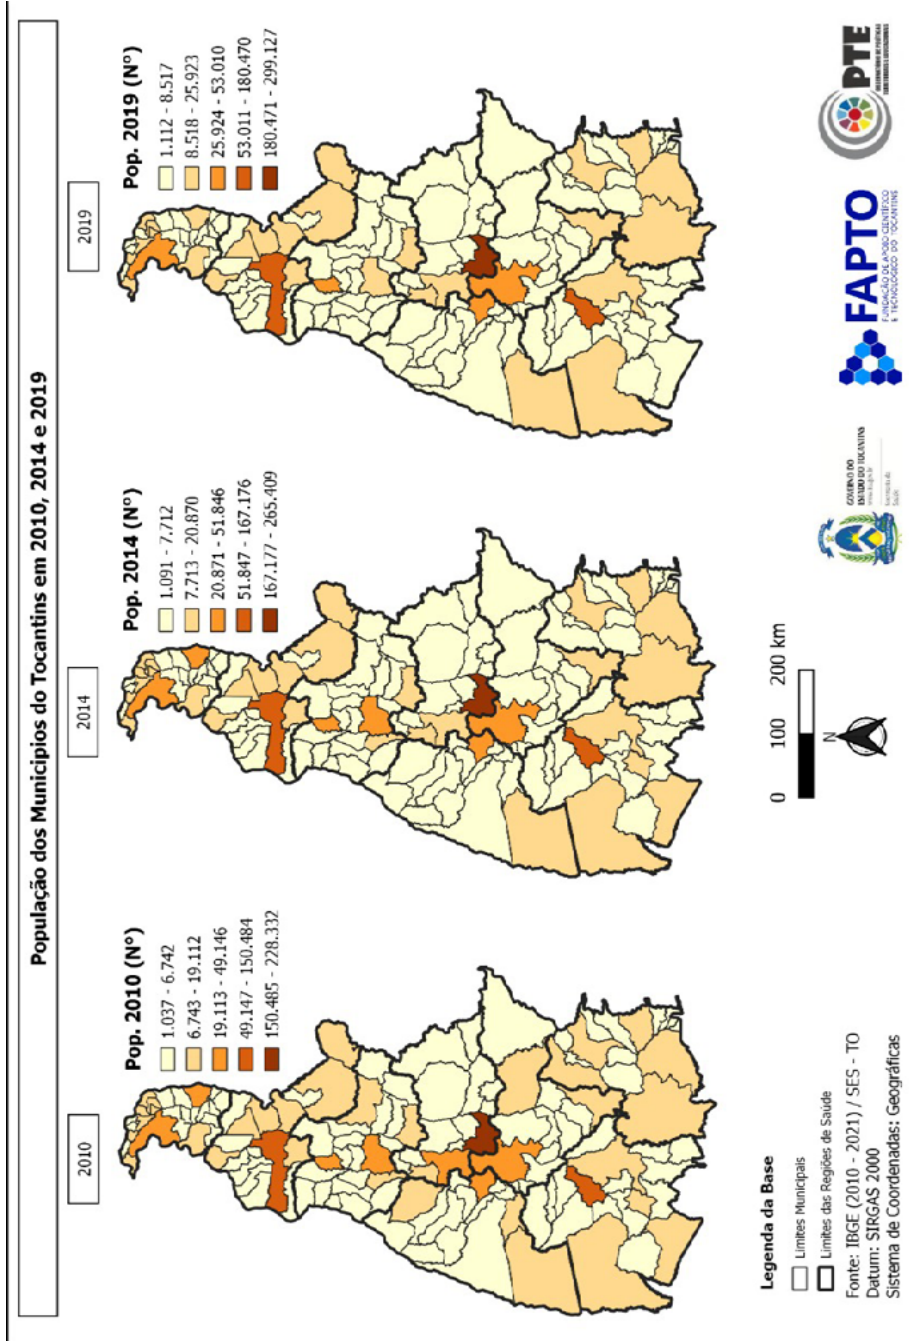 População dos Municípios do Tocantins em 2010, 2014 e 2019
2010
Pop. 2010 (Nº)
1.037 - 6.742
6.743 - 19.112
19.113 - 49.146
49.147 - 150.484
150.485 - 228.332
2014
Pop. 2014 (Nº)
1.091 - 7.712
7.713 - 20.870
20.871 - 51.846
51.847 - 167.176
167.177 - 265.409
2019
Pop. 2019 (Nº)
1.112 - 8.517
8.518 - 25.923
25.924 - 53.010
53.011 - 180.470
180.471 - 299.127
Legenda da Base
Limites Municipais
Limites das Regiões de Saúde
Fonte: IBGE (2010 - 2021) / SES - TO
Datum: SIRGAS 2000
Sistema de Coordenadas: Geográficas
0 100 200 km
N
GOVERNO DO
ESTADO DO TOCANTINS
Secretaria da
Saúde
FAPTO
FUNDAÇÃO DE APOIO CIENTÍFICO
E TECNOLÓGICO DO TOCANTINS
PTE